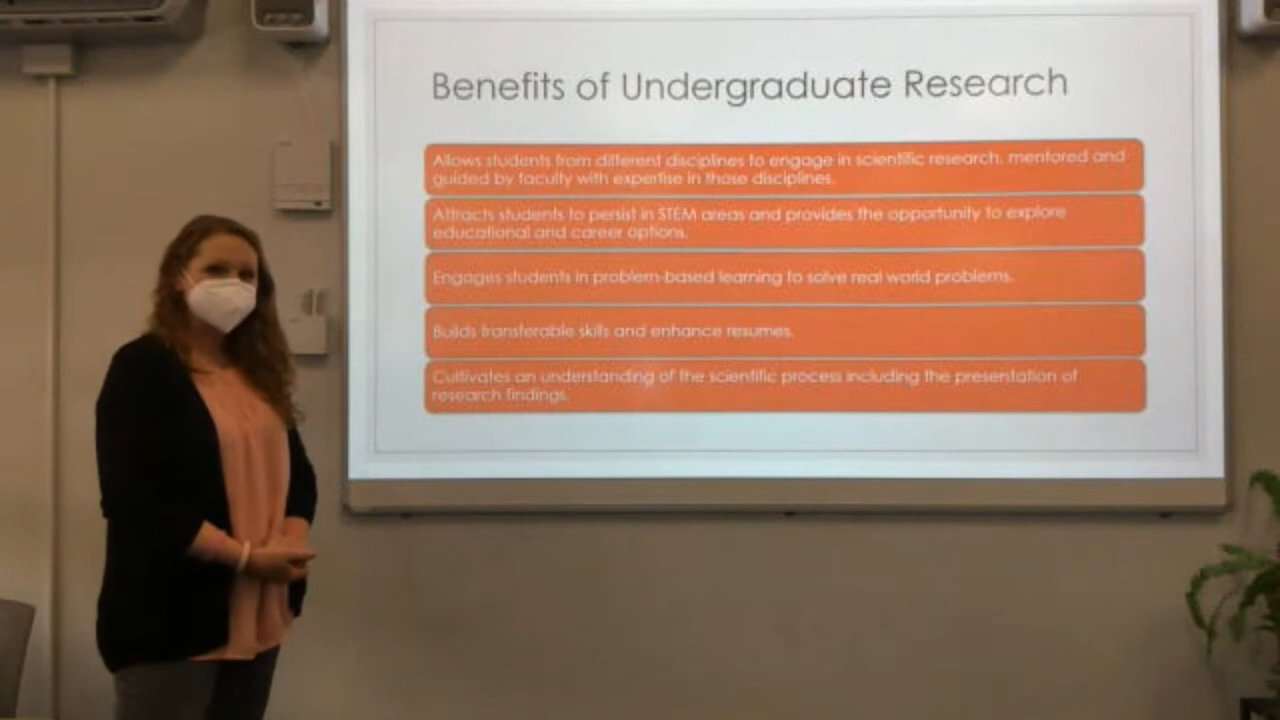 Benefits of Undergraduate Research
Allows students from different disciplines to engage in scientific research, mentored and
guided by faculty with expertise in those disciplines.
Attracts students to persist in STEM areas and provides the opportunity to explore
educational and career options.
Engages students in problem-based learning to solve real world problems.
Builds transferable skills and enhance resumes.
Cultivates an understanding of the scientific process including the presentation of
research findings.